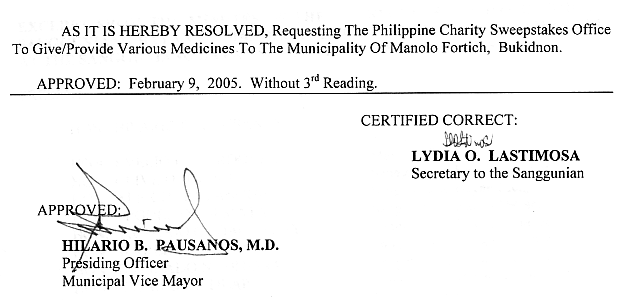 AS IT IS HEREBY RESOLVED, Requesting The Philippine Charity Sweepstakes Office
To Give/Provide Various Medicines To The Municipality Of Manolo Fortich, Bukidnon.
APPROVED: February 9, 2005. Without 3rd Reading.
CERTIFIED CORRECT:
LYDIA O. LASTIMOSA
Secretary to the Sanggunian
APPROVED:
HILARIO B. PAUSANOS, M.D.
Presiding Officer
Municipal Vice Mayor